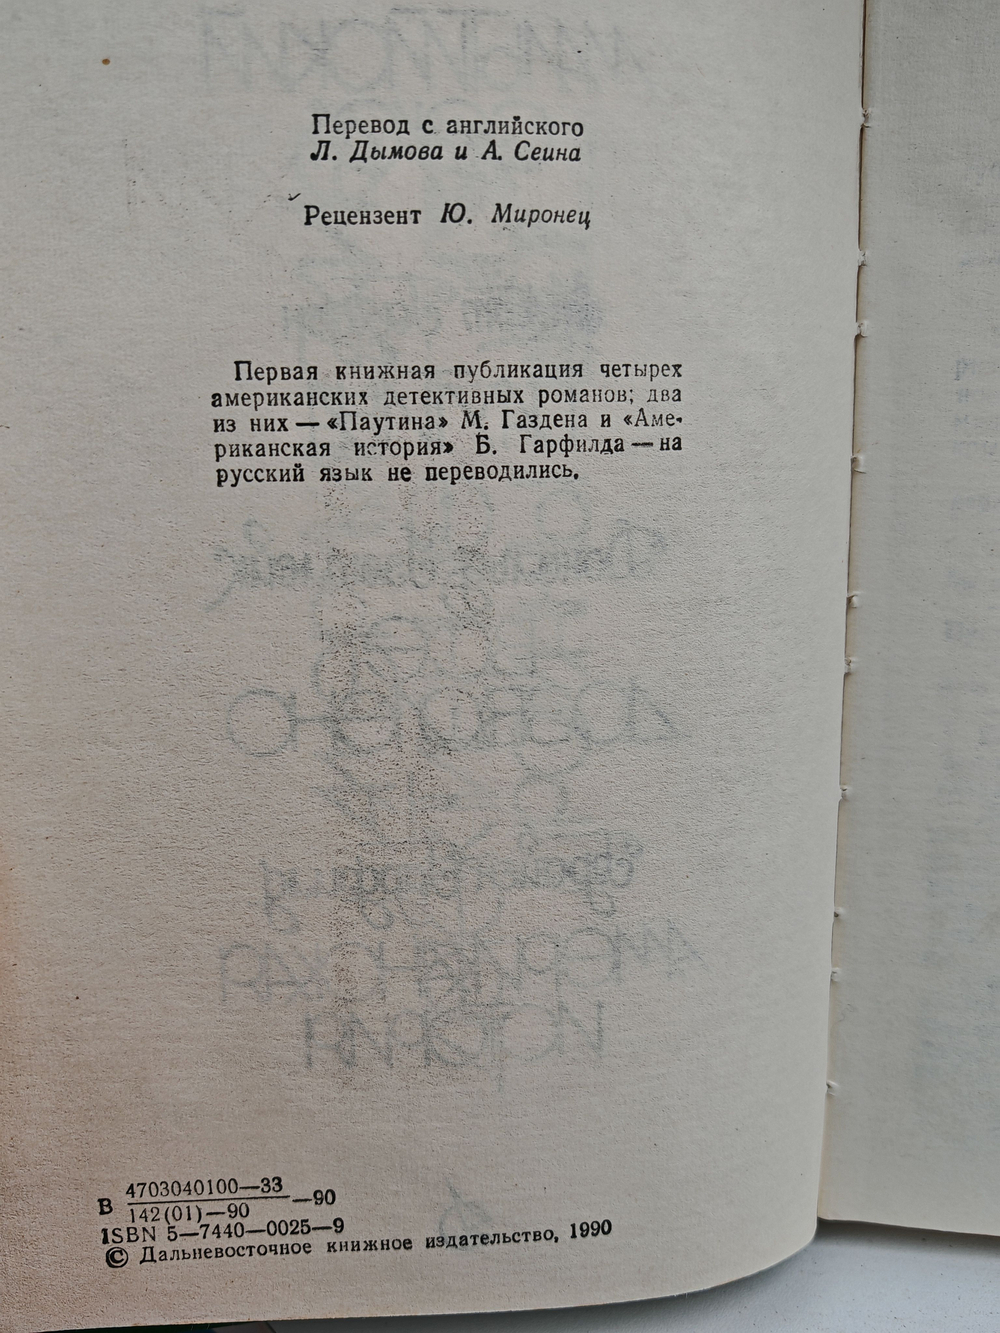 Перевод с английского
Л. Дымова и А. Сеина
Рецензент Ю. Миронец
Первая книжная публикация четырех
американских детективных романов; два
из них — «Паутина» М. Газдена и «Аме-
риканская история» Б. Гарфилда — на
русский язык не переводились.
В 4703040100—33 —90
142(01)—90
ISBN 5—7440—0025—9
© Дальневосточное книжное издательство, 1990